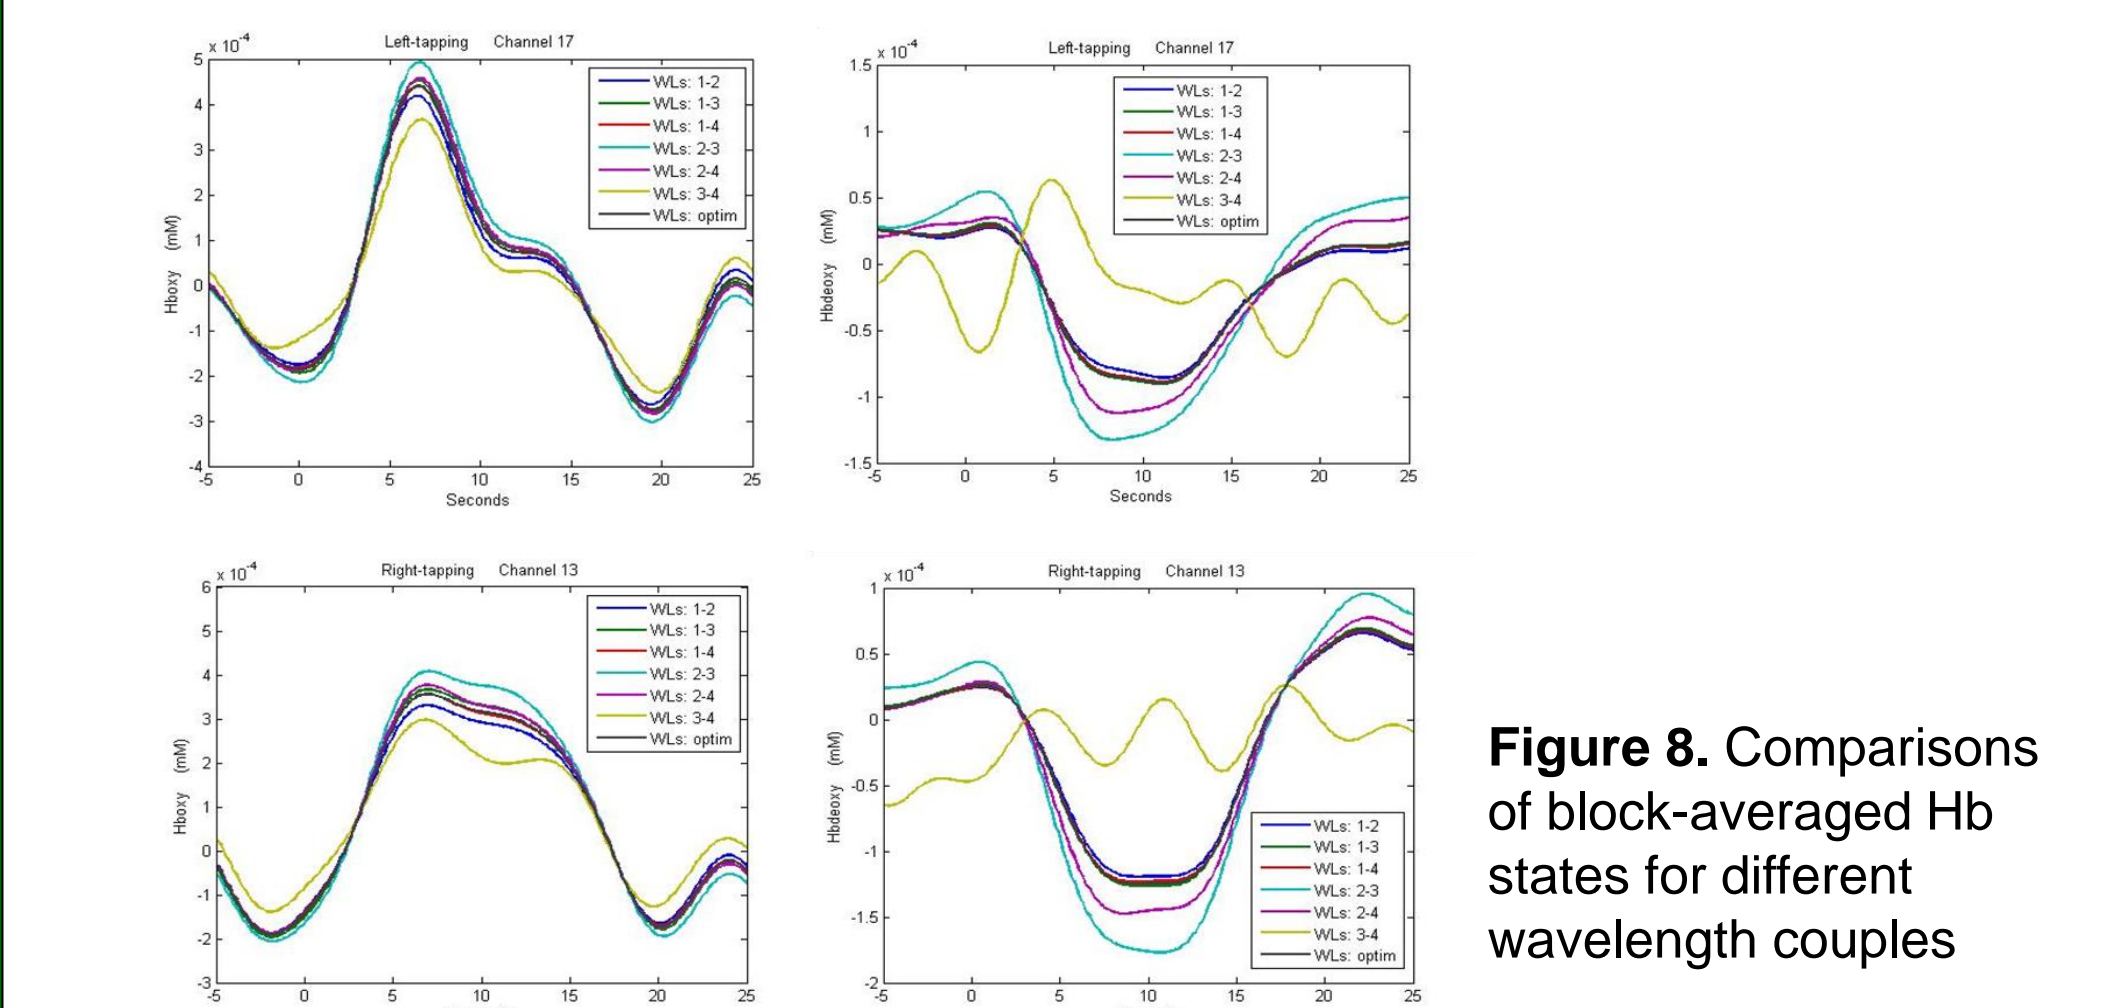 Left-tapping Channel 17
x 10-4
5
4
3
2
1
0
-1
-2
-3
-4
Hboxy (mM)
-5 0 5 10 15 20 25
Seconds
WLs: 1-2
WLs: 1-3
WLs: 1-4
WLs: 2-3
WLs: 2-4
WLs: 3-4
WLs: optim
Left-tapping Channel 17
x 10-4
1.5
1
0.5
0
-0.5
-1
-1.5
Hbdeoxy (mM)
-5 0 5 10 15 20 25
Seconds
WLs: 1-2
WLs: 1-3
WLs: 1-4
WLs: 2-3
WLs: 2-4
WLs: 3-4
WLs: optim
Right-tapping Channel 13
x 10-4
6
5
4
3
2
1
0
-1
-2
-3
Hboxy (mM)
-5 0 5 10 15 20 25
WLs: 1-2
WLs: 1-3
WLs: 1-4
WLs: 2-3
WLs: 2-4
WLs: 3-4
WLs: optim
Right-tapping Channel 13
x 10-4
1
0.5
0
-0.5
-1
-1.5
-2
Hbdeoxy (mM)
-5 0 5 10 15 20 25
WLs: 1-2
WLs: 1-3
WLs: 1-4
WLs: 2-3
WLs: 2-4
WLs: 3-4
WLs: optim
Figure 8. Comparisons
of block-averaged Hb
states for different
wavelength couples